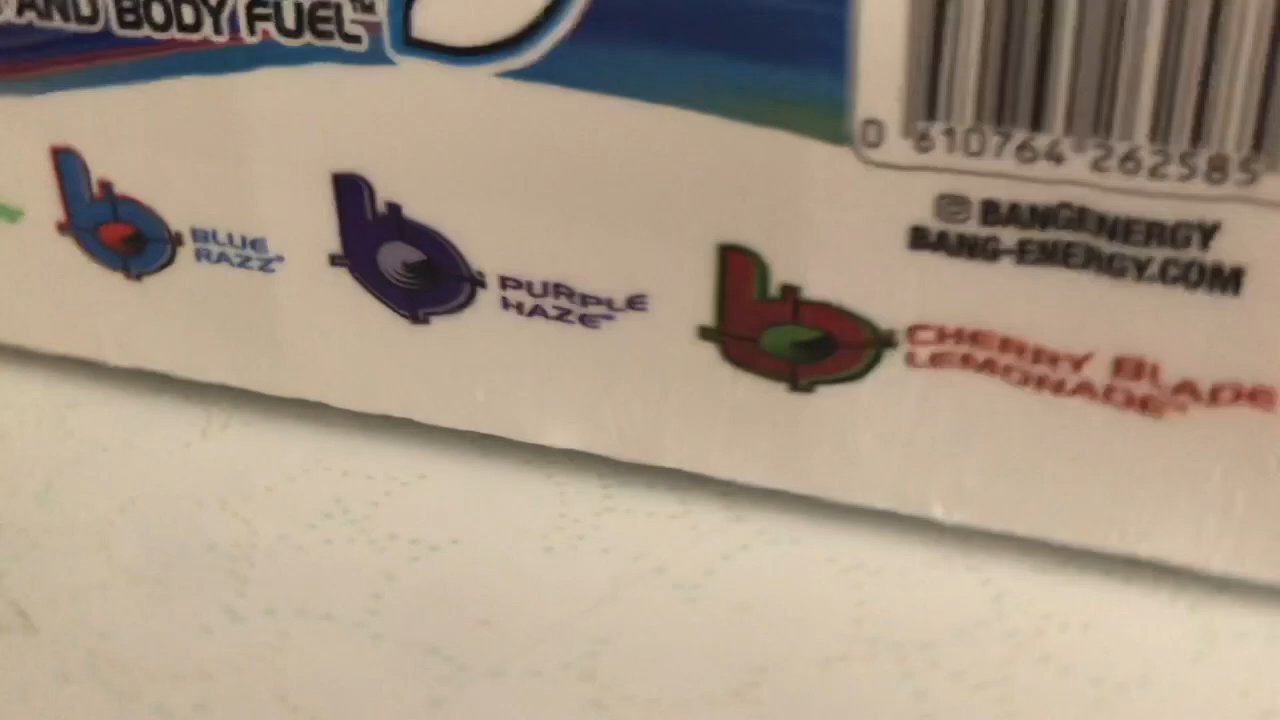 AND BODY FUEL™
0 610764 262585
BANGENERGY
BANG-ENERGY.COM
BLUE
RAZZ®
PURPLE
HAZE®
CHERRY BLADE
LEMONADE®